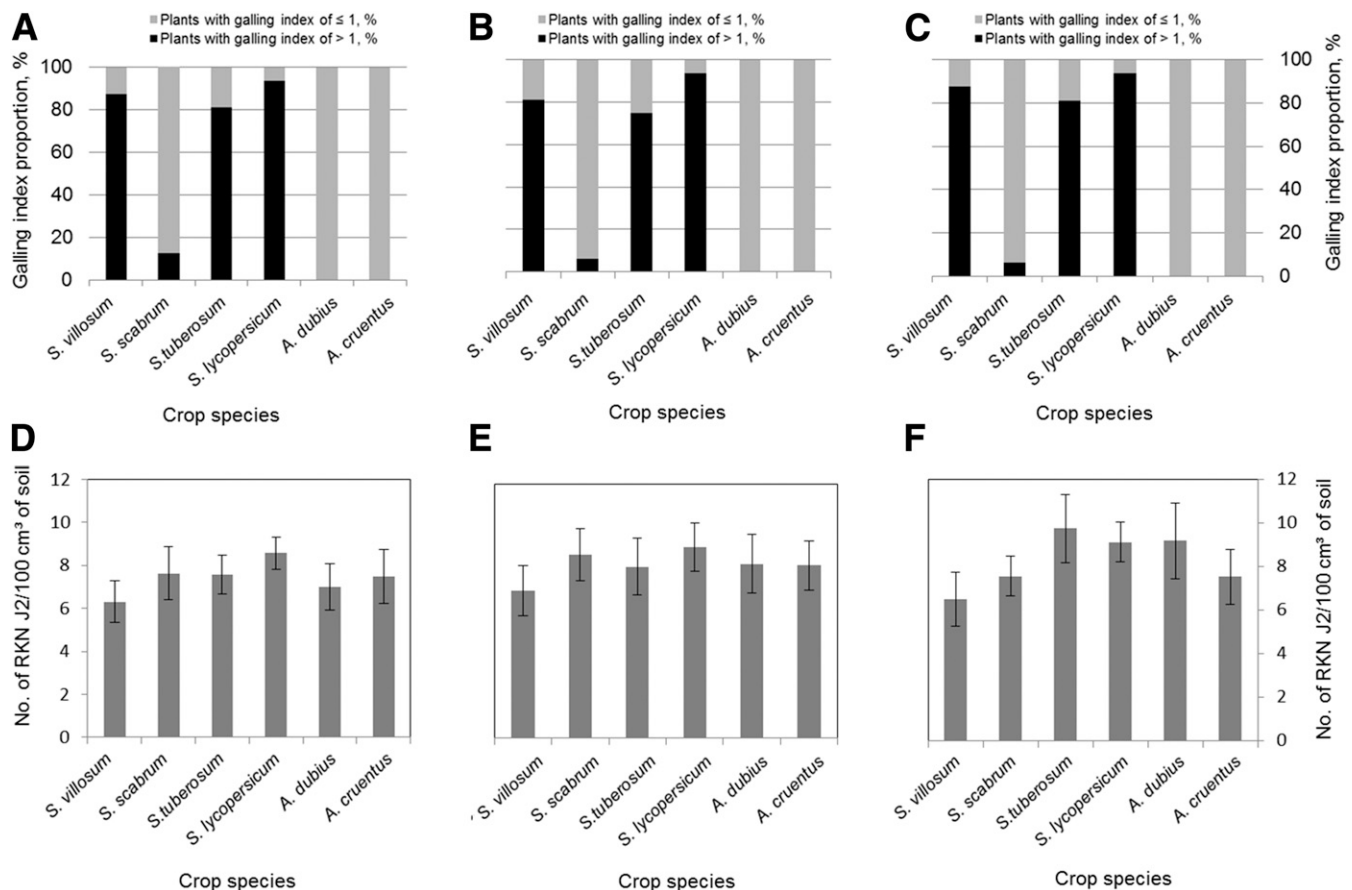 A
Plants with galling index of ≤ 1, %
Plants with galling index of > 1, %
Galling index proportion, %
100
80
60
40
20
0
S. villosum
S. scabrum
S.tuberosum
S. lycopersicum
A. dubius
A. cruentus
Crop species
B
Plants with galling index of ≤ 1, %
Plants with galling index of > 1, %
S. villosum
S. scabrum
S.tuberosum
S. lycopersicum
A. dubius
A. cruentus
Crop species
C
Plants with galling index of ≤ 1, %
Plants with galling index of > 1, %
100
80
60
40
20
0
Galling index proportion, %
S. villosum
S. scabrum
S.tuberosum
S. lycopersicum
A. dubius
A. cruentus
Crop species
D
No. of RKN J2/100 cm³ of soil
12
10
8
6
4
2
0
S. villosum
S. scabrum
S.tuberosum
S. lycopersicum
A. dubius
A. cruentus
Crop species
E
S. villosum
S. scabrum
S.tuberosum
S. lycopersicum
A. dubius
A. cruentus
Crop species
F
12
10
8
6
4
2
0
No. of RKN J2/100 cm³ of soil
S. villosum
S. scabrum
S.tuberosum
S. lycopersicum
A. dubius
A. cruentus
Crop species